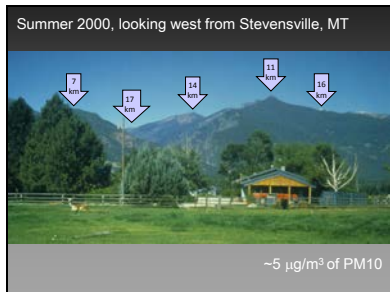 Summer 2000, looking west from Stevensville, MT
7
km
17
km
14
km
11
km
16
km
~5 μg/m³ of PM10